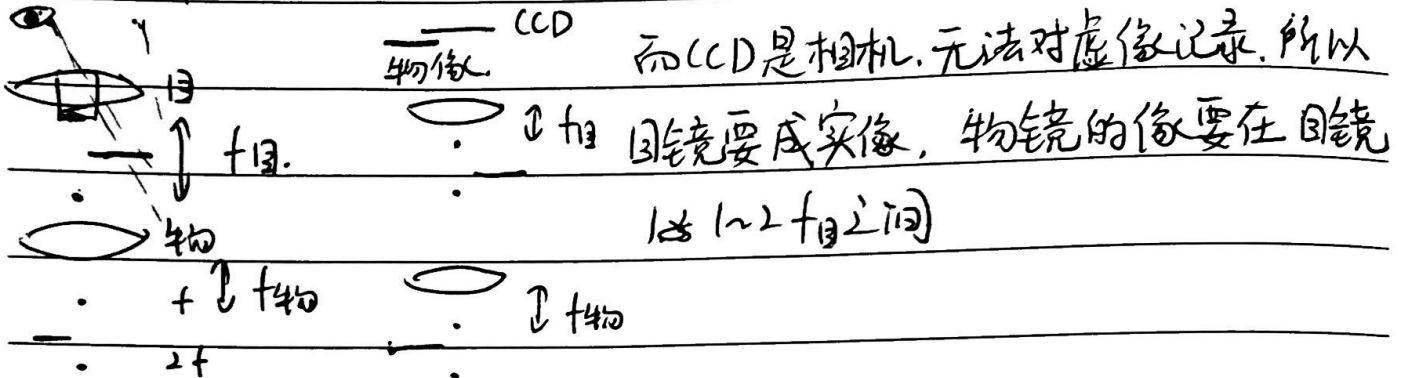 CCD
物像.
而CCD是相机.无法对虚像记录.所以
目
f目.
f目
目镜要成实像，物镜的像要在目镜
1~2f目之间
物
f
f物
f物
2f